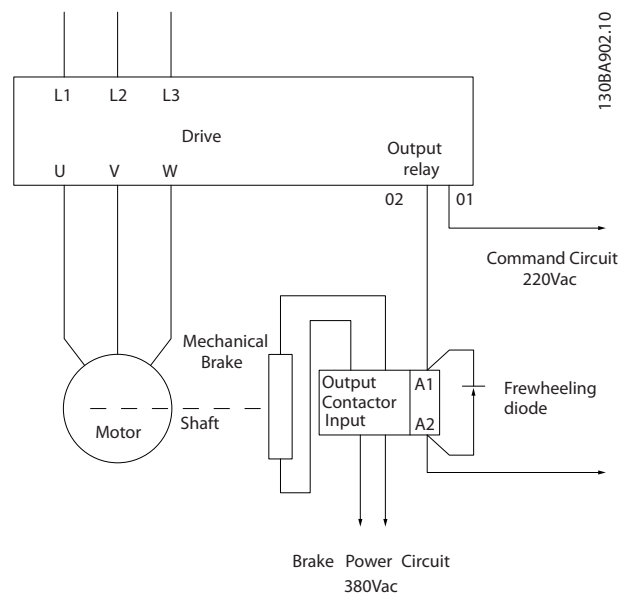 130BA902.10
L1 L2 L3
Drive
Output
relay
U V W
02 01
Command Circuit
220Vac
Mechanical
Brake
Output
Contactor
Input
A1
A2
Frewheeling
diode
Motor
Shaft
Brake Power Circuit
380Vac